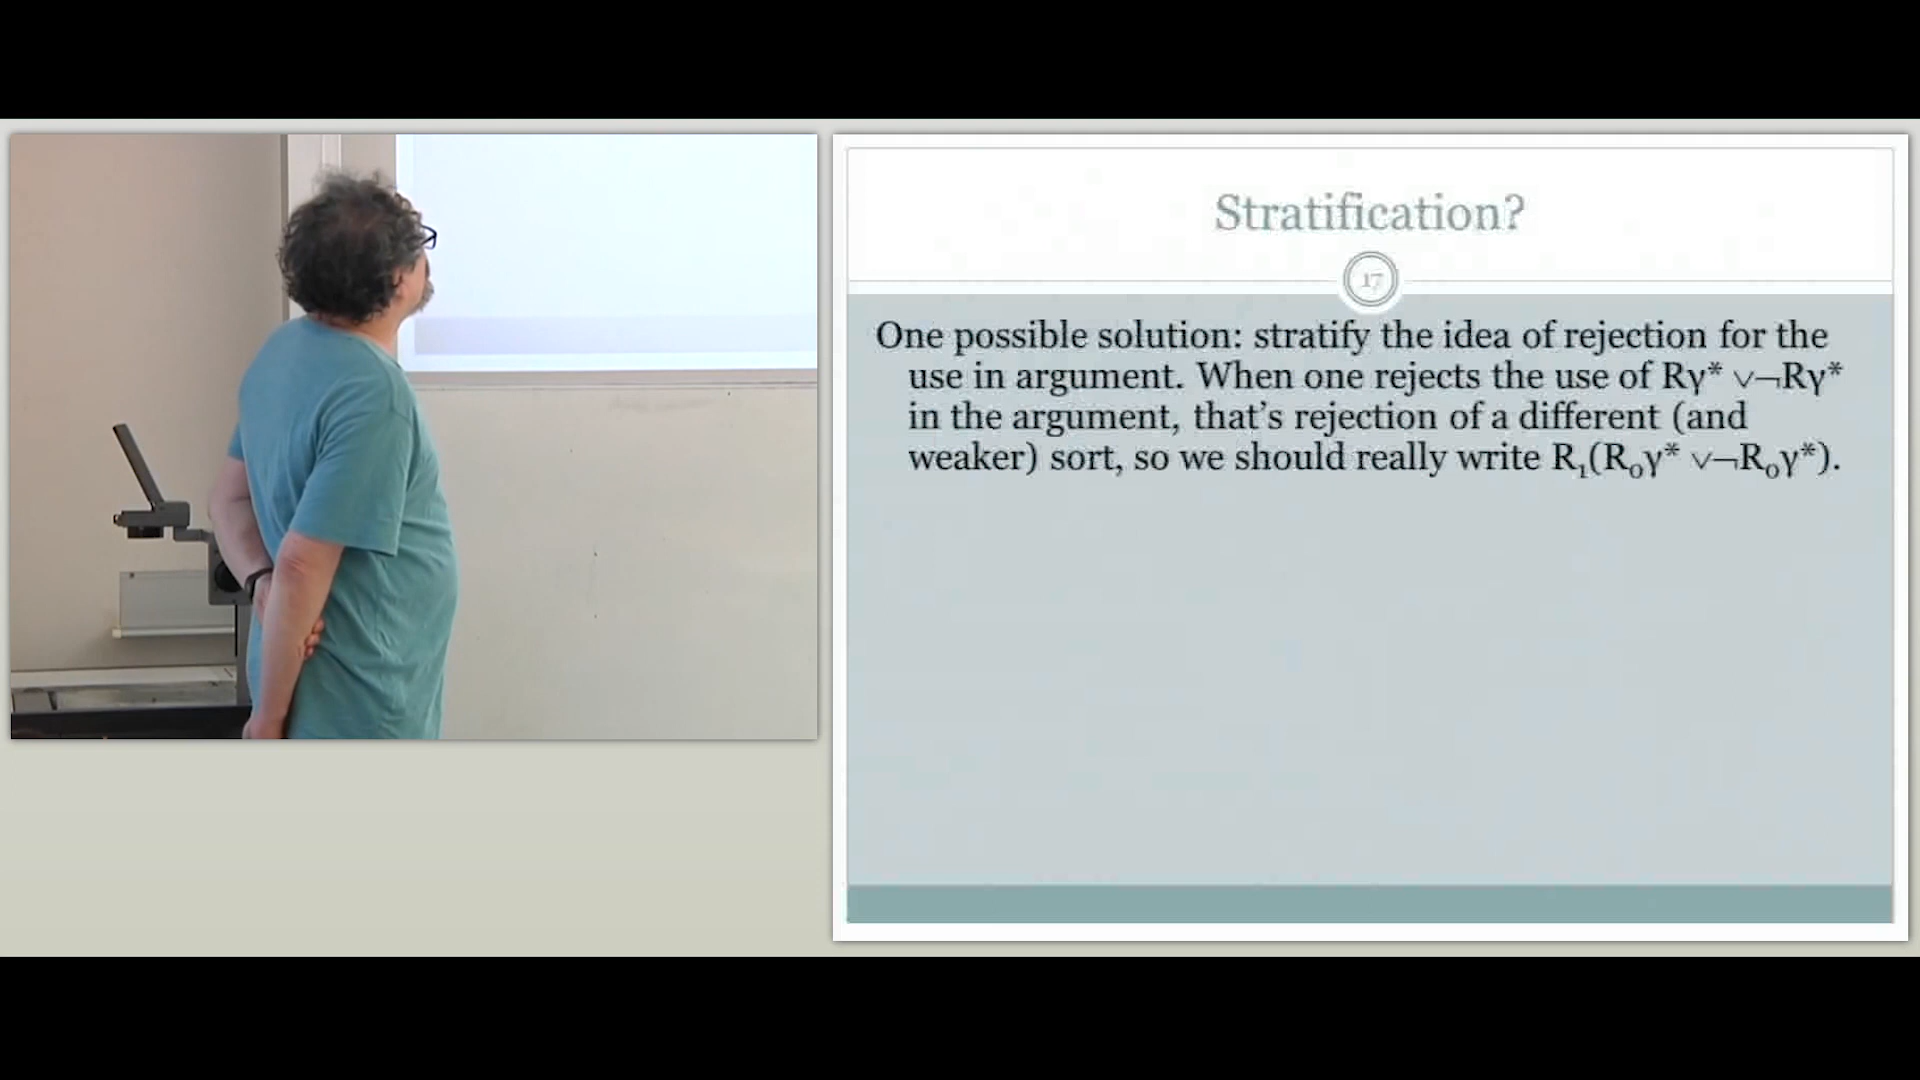 Stratification?
17
One possible solution: stratify the idea of rejection for the
use in argument. When one rejects the use of Rγ* ∨¬Rγ*
in the argument, that’s rejection of a different (and
weaker) sort, so we should really write R₁(R₀γ* ∨¬R₀γ*).